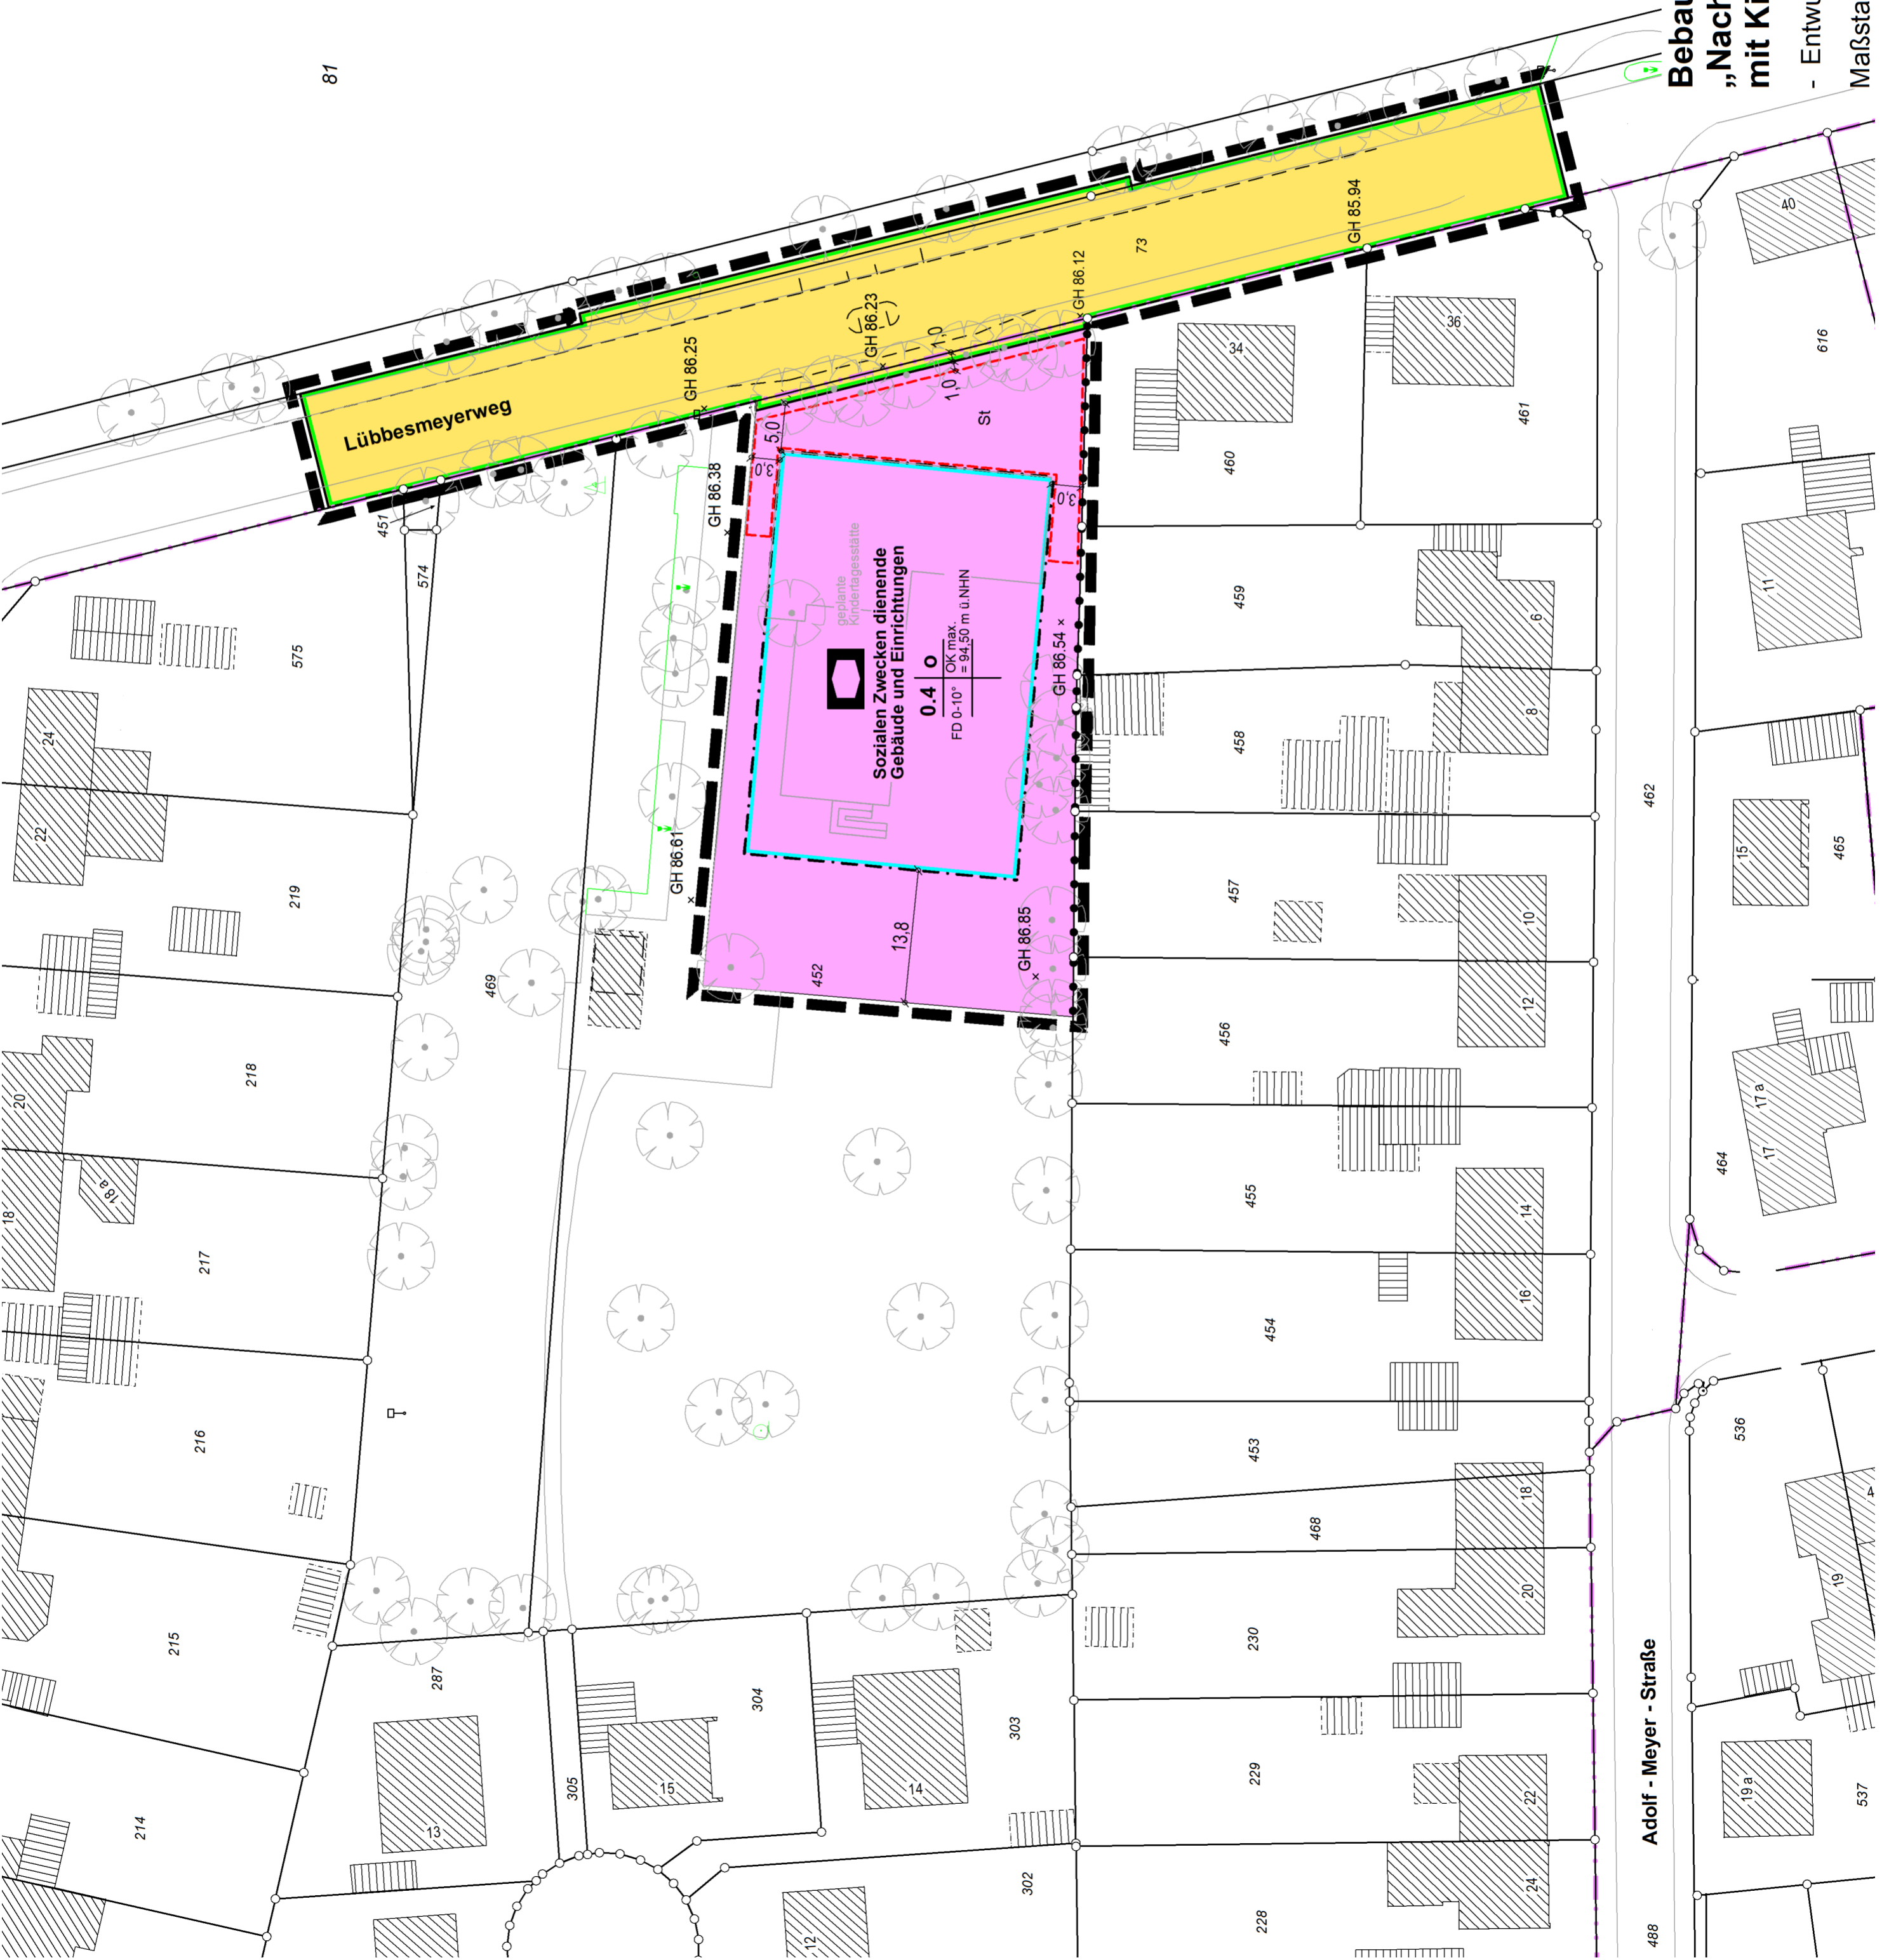 81
Bebau
„Nach
mit Ki
- Entwu
Maßsta
Lübbesmeyerweg
GH 86.25
GH 86.23
GH 86.12
73
GH 85.94
40
1,0
1,0
5,0
3,0
St
3,0
34
36
616
460
461
451
574
GH 86.38
geplante
Kindertagesstätte
Sozialen Zwecken dienende
Gebäude und Einrichtungen
0.4 o
FD 0-10°
OK max.
= 94,50 m ü.NHN
GH 86.54
GH 86.61
GH 86.85
13,8
452
575
24
22
219
469
218
20
18 a
18
217
216
215
214
459
6
11
458
8
462
457
10
15
465
456
12
455
14
17 a
17
464
454
16
453
18
536
468
20
19
4
230
287
304
303
305
13
15
14
229
22
Adolf - Meyer - Straße
19 a
537
302
12
228
24
488